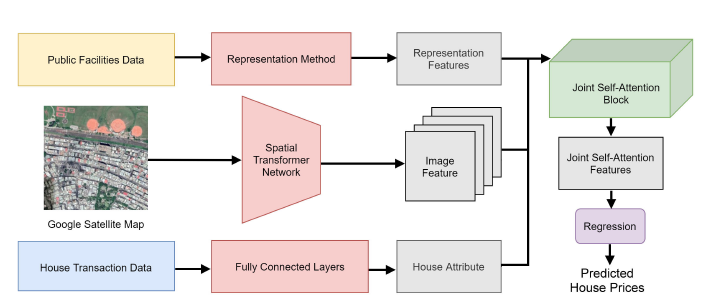 Public Facilities Data
Representation Method
Representation
Features
Joint Self-Attention
Block
Spatial
Transformer
Network
Image
Feature
Joint Self-Attention
Features
Google Satellite Map
Regression
House Transaction Data
Fully Connected Layers
House Attribute
Predicted
House Prices